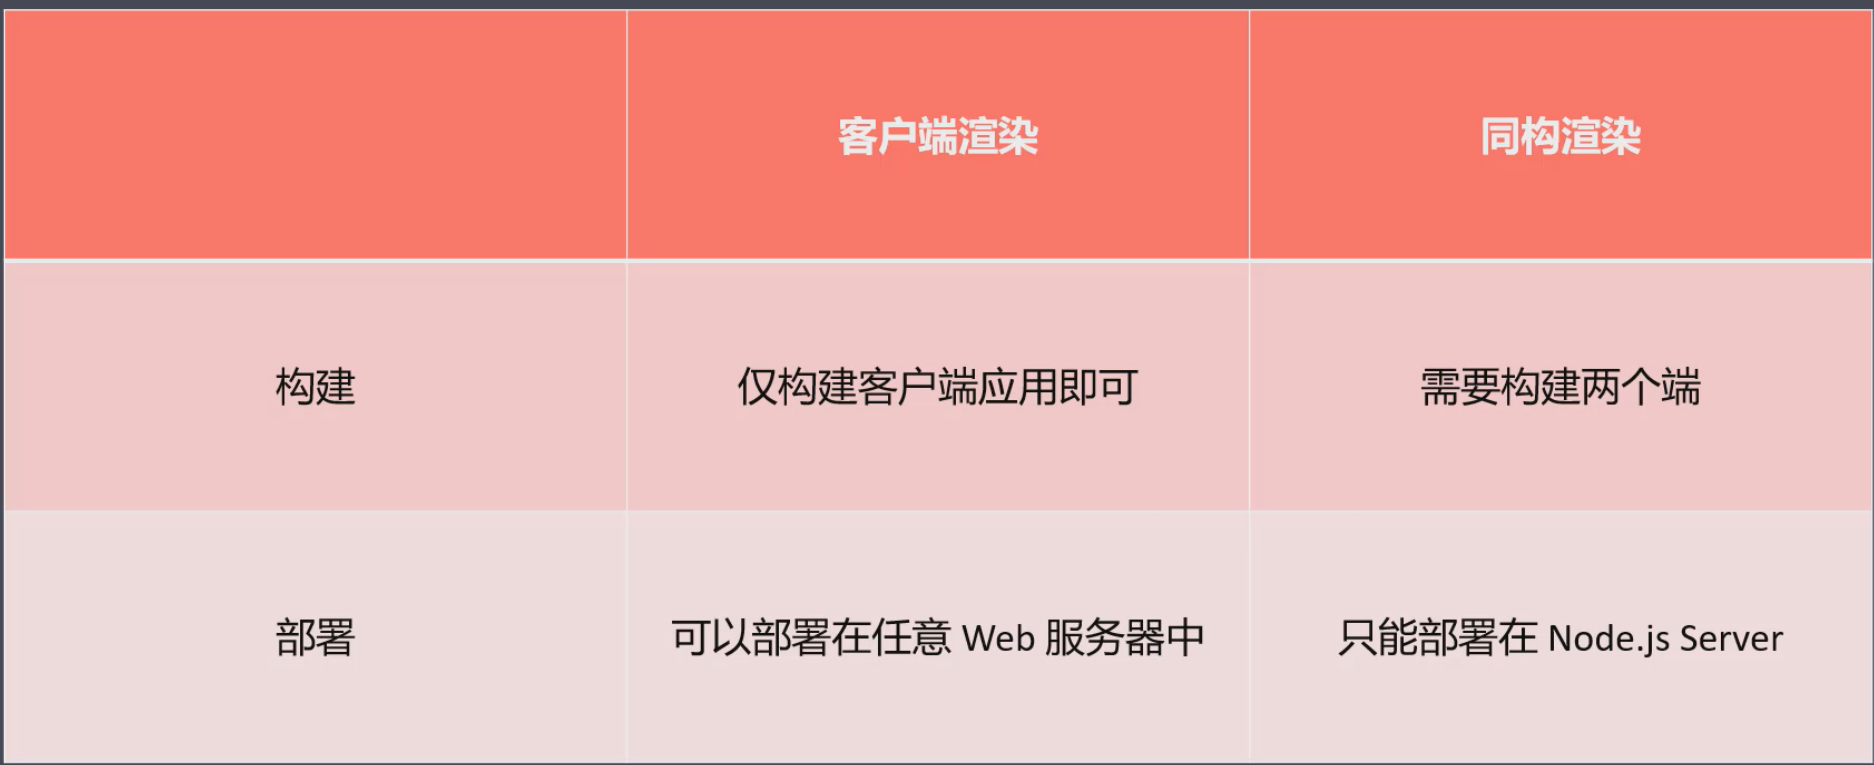 客户端渲染
同构渲染
构建
仅构建客户端应用即可
需要构建两个端
部署
可以部署在任意 Web 服务器中
只能部署在 Node.js Server